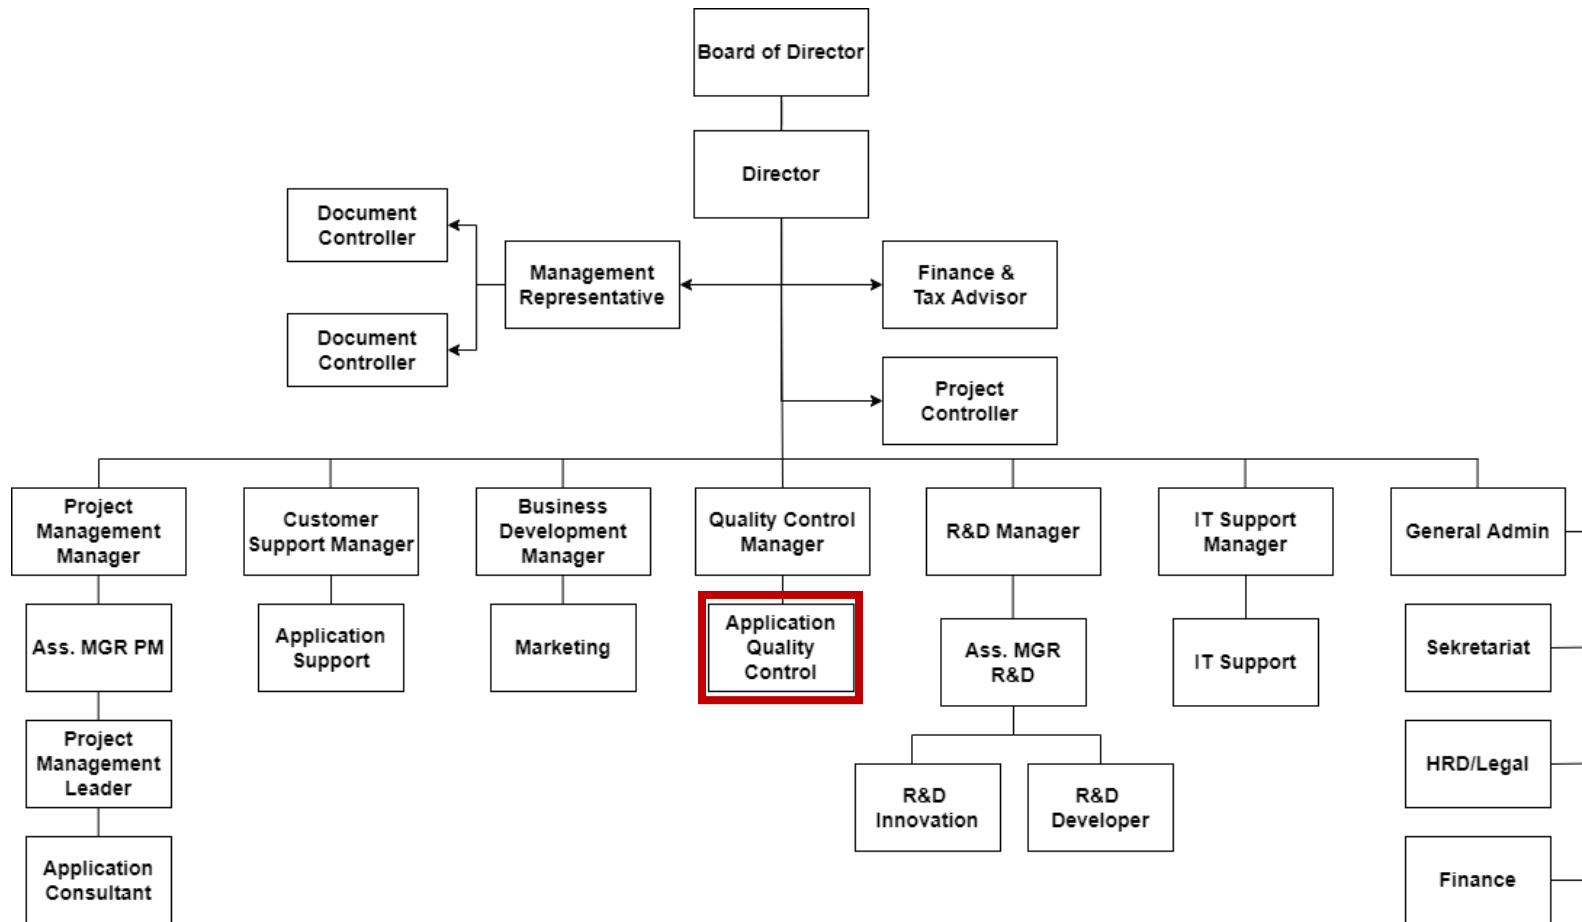 Board of Director
Director
Document
Controller
Management
Representative
Finance &
Tax Advisor
Document
Controller
Project
Controller
Project
Management
Manager
Customer
Support Manager
Business
Development
Manager
Quality Control
Manager
R&D Manager
IT Support
Manager
General Admin
Ass. MGR PM
Application
Support
Marketing
Application
Quality
Control
Ass. MGR
R&D
IT Support
Sekretariat
Project
Management
Leader
R&D
Innovation
R&D
Developer
HRD/Legal
Application
Consultant
Finance